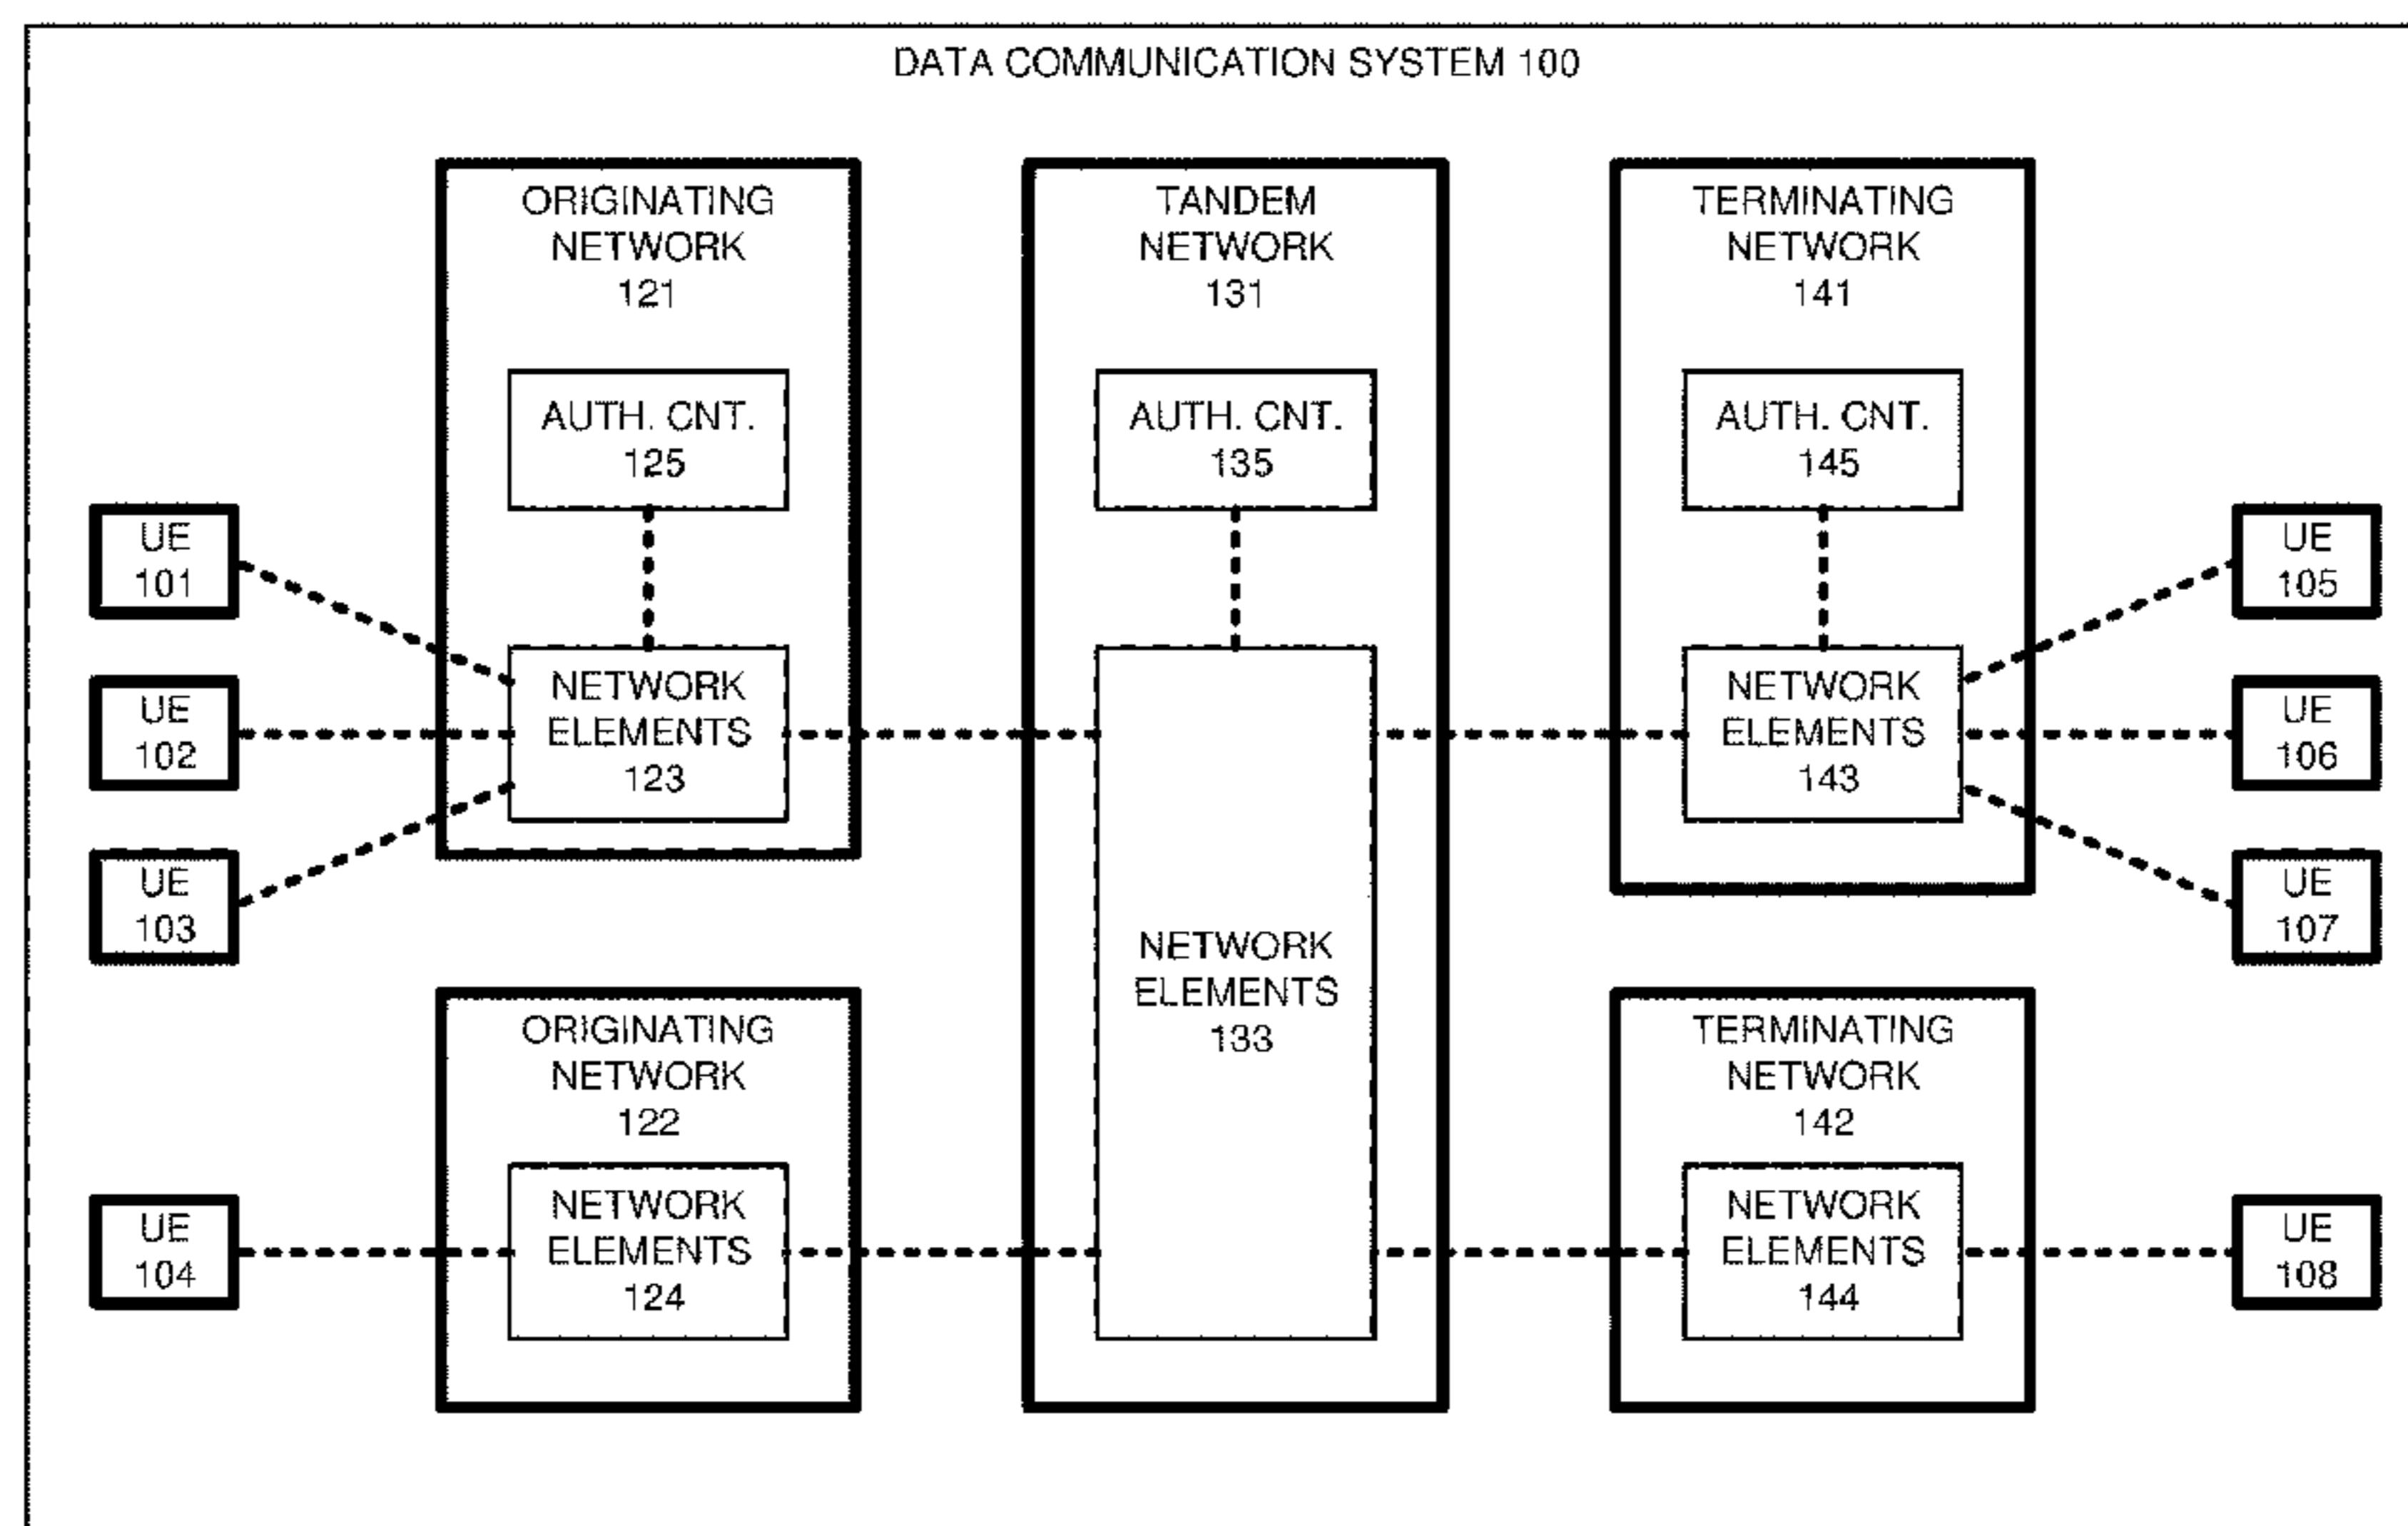 DATA COMMUNICATION SYSTEM 100
ORIGINATING
NETWORK
121
AUTH. CNT.
125
NETWORK
ELEMENTS
123
TANDEM
NETWORK
131
AUTH. CNT.
135
NETWORK
ELEMENTS
133
TERMINATING
NETWORK
141
AUTH. CNT.
145
NETWORK
ELEMENTS
143
UE
101
UE
102
UE
103
UE
105
UE
106
UE
107
ORIGINATING
NETWORK
122
NETWORK
ELEMENTS
124
TERMINATING
NETWORK
142
NETWORK
ELEMENTS
144
UE
104
UE
108